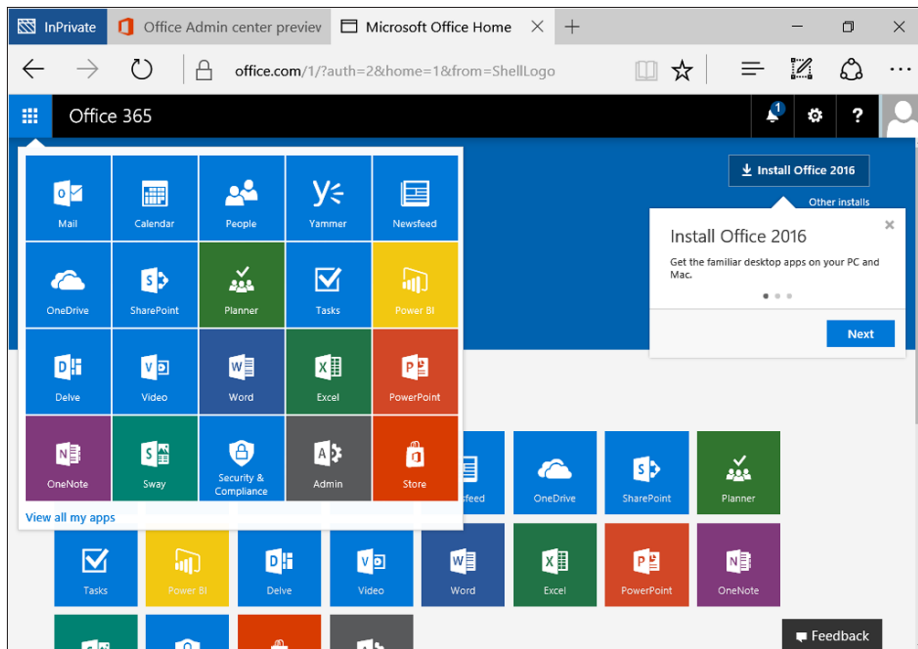 InPrivate
Office Admin center preview
Microsoft Office Home
office.com/1/?auth=2&home=1&from=ShellLogo
Office 365
1
?
Install Office 2016
Other installs
Install Office 2016
Get the familiar desktop apps on your PC and
Mac.
Next
Mail
Calendar
People
Yammer
Newsfeed
OneDrive
SharePoint
Planner
Tasks
Power BI
Delve
Video
Word
Excel
PowerPoint
OneNote
Sway
Security &
Compliance
Admin
Store
View all my apps
sfeed
OneDrive
SharePoint
Planner
Tasks
Power BI
Delve
Video
Word
Excel
PowerPoint
OneNote
Feedback